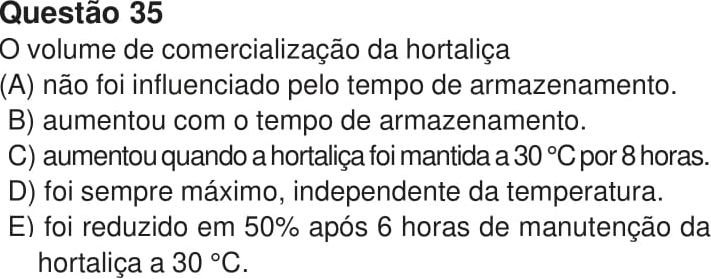 Questão 35
O volume de comercialização da hortaliça
(A) não foi influenciado pelo tempo de armazenamento.
B) aumentou com o tempo de armazenamento.
C) aumentou quando a hortaliça foi mantida a 30 °C por 8 horas.
D) foi sempre máximo, independente da temperatura.
E) foi reduzido em 50% após 6 horas de manutenção da
hortaliça a 30 °C.